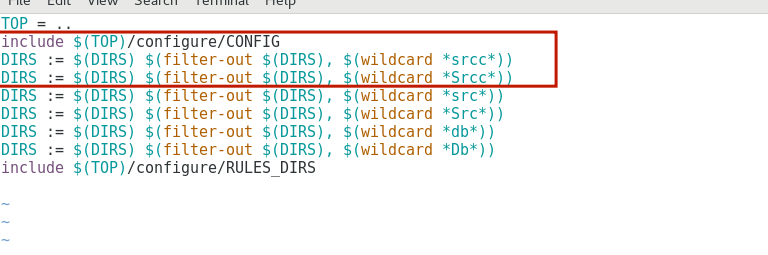 File Edit View Search Terminal Help
TOP = ..
include $(TOP)/configure/CONFIG
DIRS := $(DIRS) $(filter-out $(DIRS), $(wildcard *srcc*))
DIRS := $(DIRS) $(filter-out $(DIRS), $(wildcard *Srcc*))
DIRS := $(DIRS) $(filter-out $(DIRS), $(wildcard *src*))
DIRS := $(DIRS) $(filter-out $(DIRS), $(wildcard *Src*))
DIRS := $(DIRS) $(filter-out $(DIRS), $(wildcard *db*))
DIRS := $(DIRS) $(filter-out $(DIRS), $(wildcard *Db*))
include $(TOP)/configure/RULES_DIRS
~
~
~